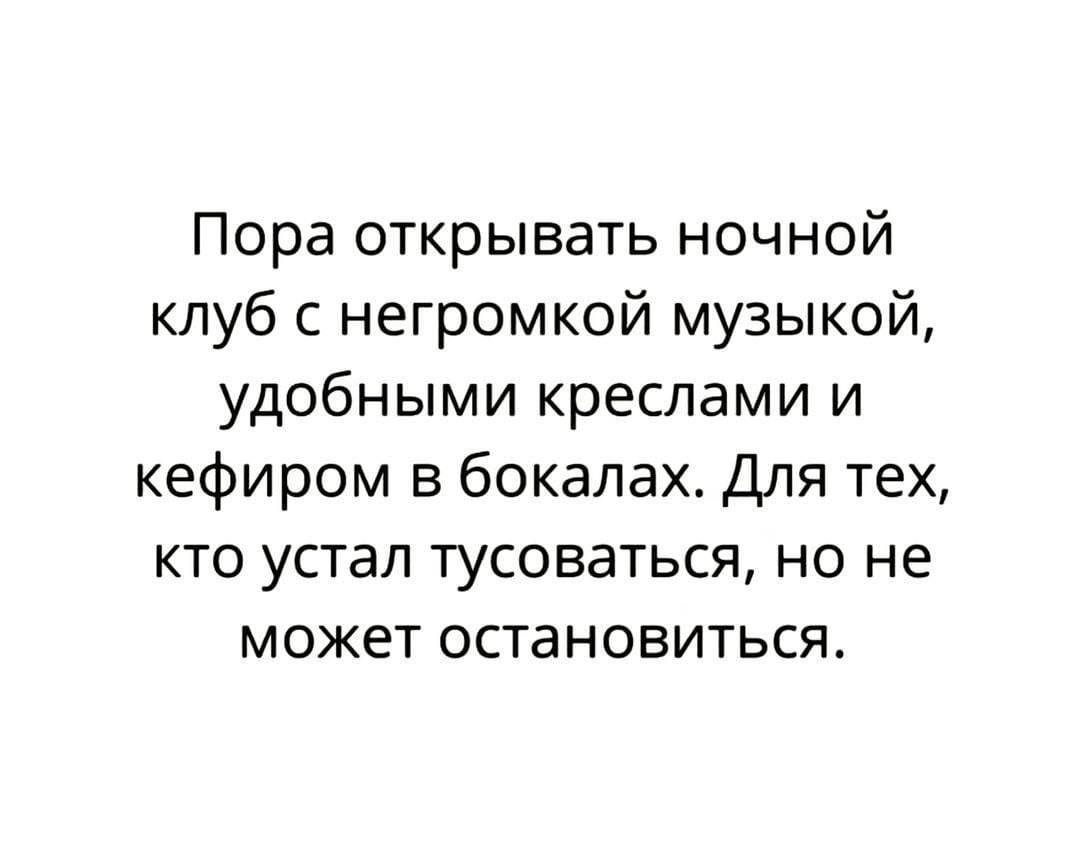 Пора открывать ночной
клуб с негромкой музыкой,
удобными креслами и
кефиром в бокалах. Для тех,
кто устал тусоваться, но не
может остановиться.